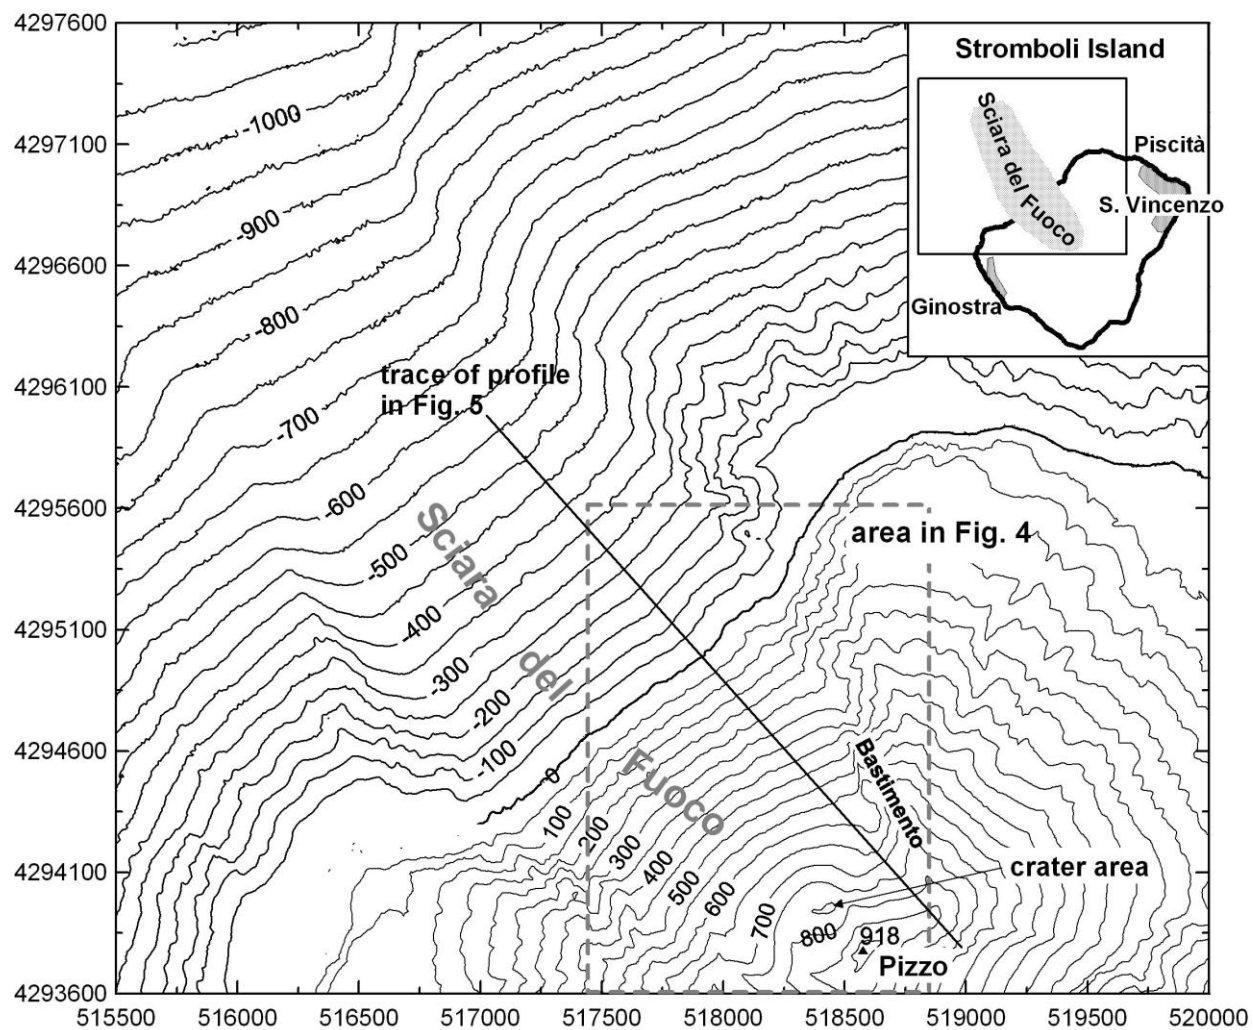 4297600
4297100
4296600
4296100
4295600
4295100
4294600
4294100
4293600
515500
516000
516500
517000
517500
518000
518500
519000
519500
520000
Stromboli Island
Sciara del Fuoco
Piscità
S. Vincenzo
Ginostra
-1000
-900
-800
-700
-600
-500
-400
-300
-200
-100
0
100
200
300
400
500
600
700
800
918
trace of profile
in Fig. 5
Sciara
del
Fuoco
area in Fig. 4
Bastimento
crater area
Pizzo